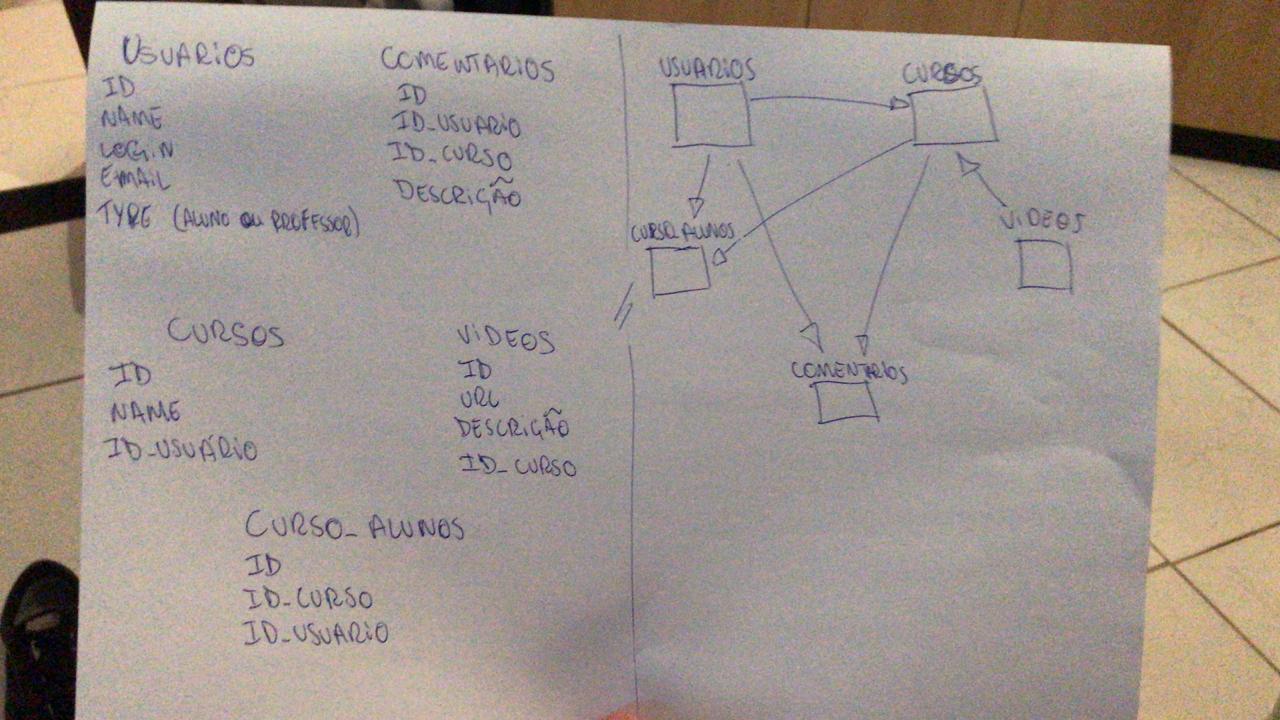 USUARIOS
ID
NAME
LOGIN
EMAIL
TYPE (ALUNO OU PROFESSOR)
COMENTARIOS
ID
ID_USUARIO
ID_CURSO
DESCRIÇÃO
CURSOS
ID
NAME
ID_USUÁRIO
VIDEOS
ID
URL
DESCRIÇÃO
ID_CURSO
CURSO_ALUNOS
ID
ID_CURSO
ID_USUARIO
USUARIOS
CURSOS
CURSO_ALUNOS
VIDEOS
COMENTARIOS